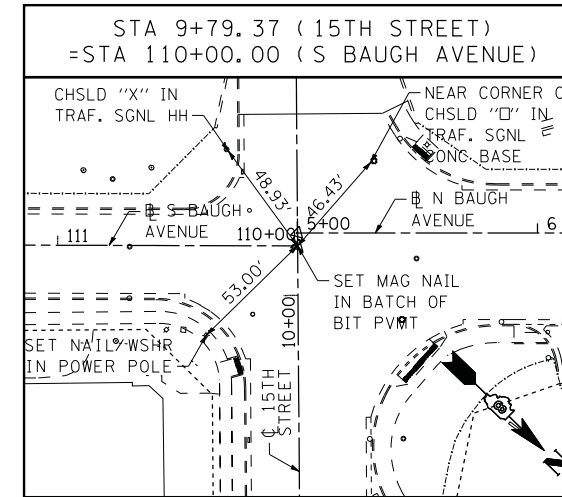 STA 9+79.37 (15TH STREET)
=STA 110+00.00 (S BAUGH AVENUE)
CHSLD "X" IN
TRAF. SGNL HH
NEAR CORNER
CHSLD "□" IN
TRAF. SGNL
CONC. BASE
48.93'
46.43'
B S BAUGH
AVENUE
B N BAUGH
AVENUE
111
110+00
5+00
6
53.00'
SET MAG NAIL
IN BATCH OF
BIT PVMT
10+00
SET NAIL/WSHR
IN POWER POLE
15TH
STREET
N